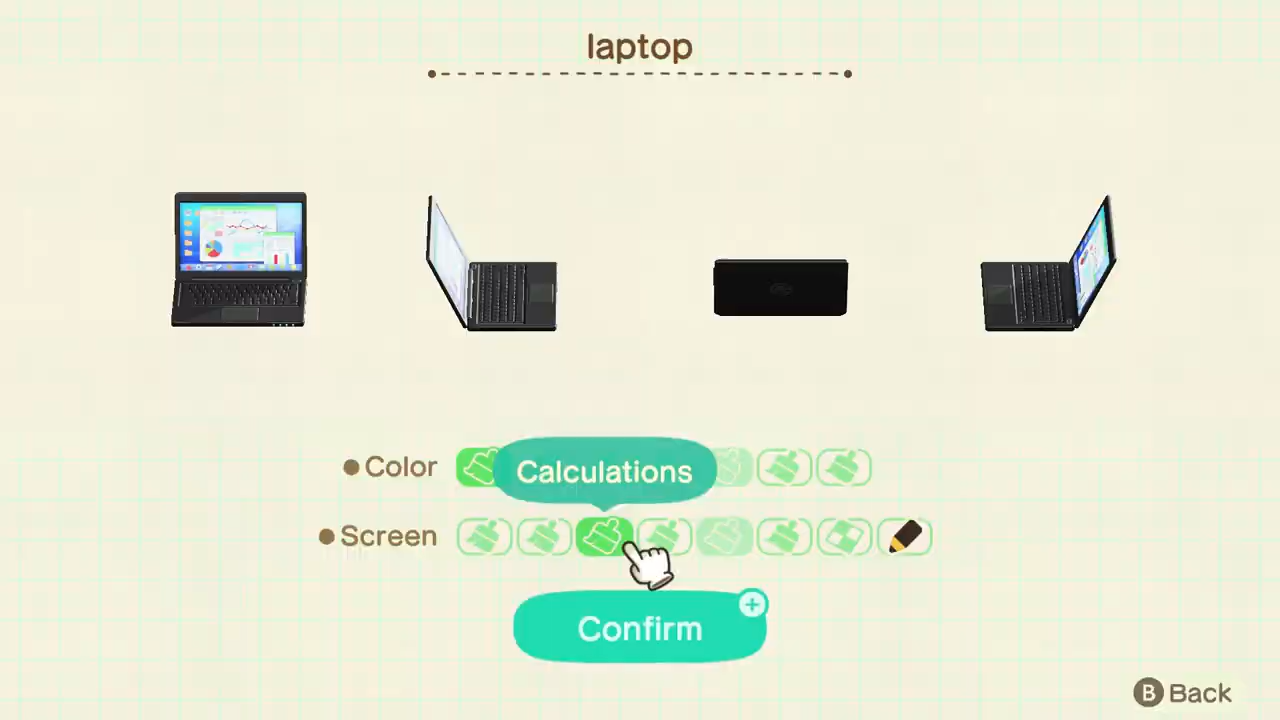 laptop
Color
Calculations
Screen
Confirm
B Back